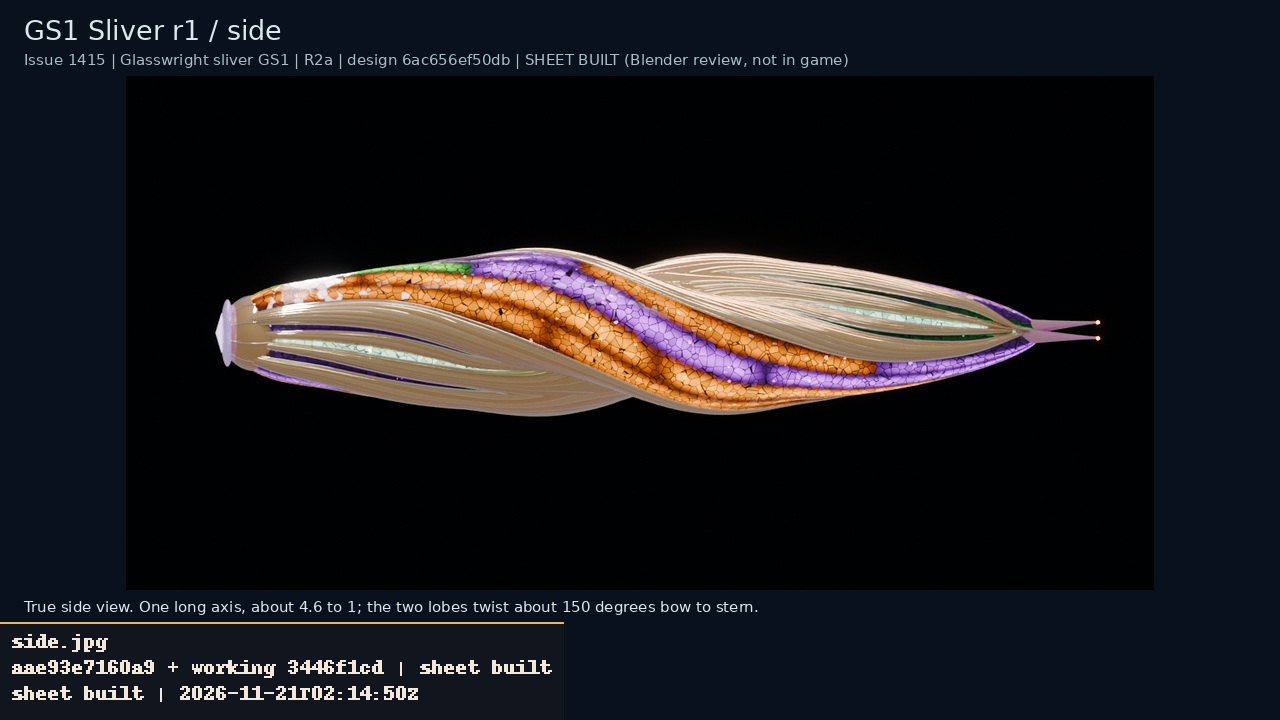 GS1 Sliver r1 / side
Issue 1415 | Glasswright sliver GS1 | R2a | design 6ac656ef50db | SHEET BUILT (Blender review, not in game)
True side view. One long axis, about 4.6 to 1; the two lobes twist about 150 degrees bow to stern.
side.jpg
aae93e7160a9 + working 3446f1cd | sheet built
sheet built | 2026-11-21T02:14:50Z